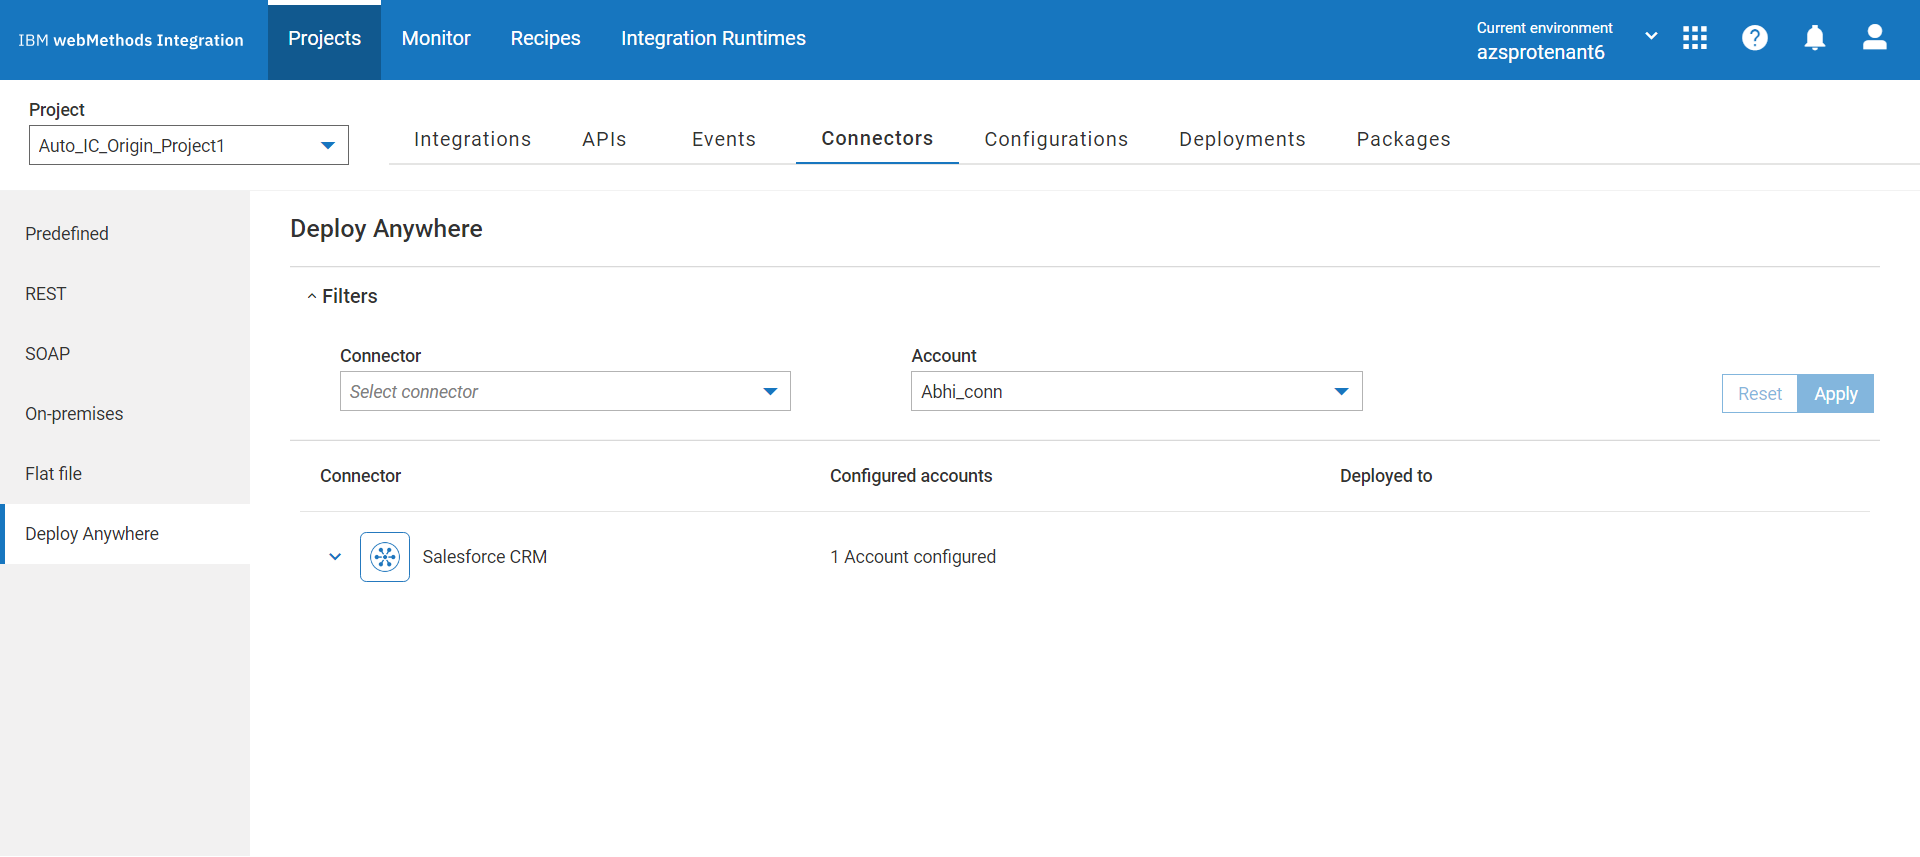 IBM webMethods Integration
Projects
Monitor
Recipes
Integration Runtimes
Current environment
azsprotenant6
Project
Auto_IC_Origin_Project1
Integrations
APIs
Events
Connectors
Configurations
Deployments
Packages
Predefined
REST
SOAP
On-premises
Flat file
Deploy Anywhere
Deploy Anywhere
Filters
Connector
Select connector
Account
Abhi_conn
Reset
Apply
Connector
Configured accounts
Deployed to
Salesforce CRM
1 Account configured